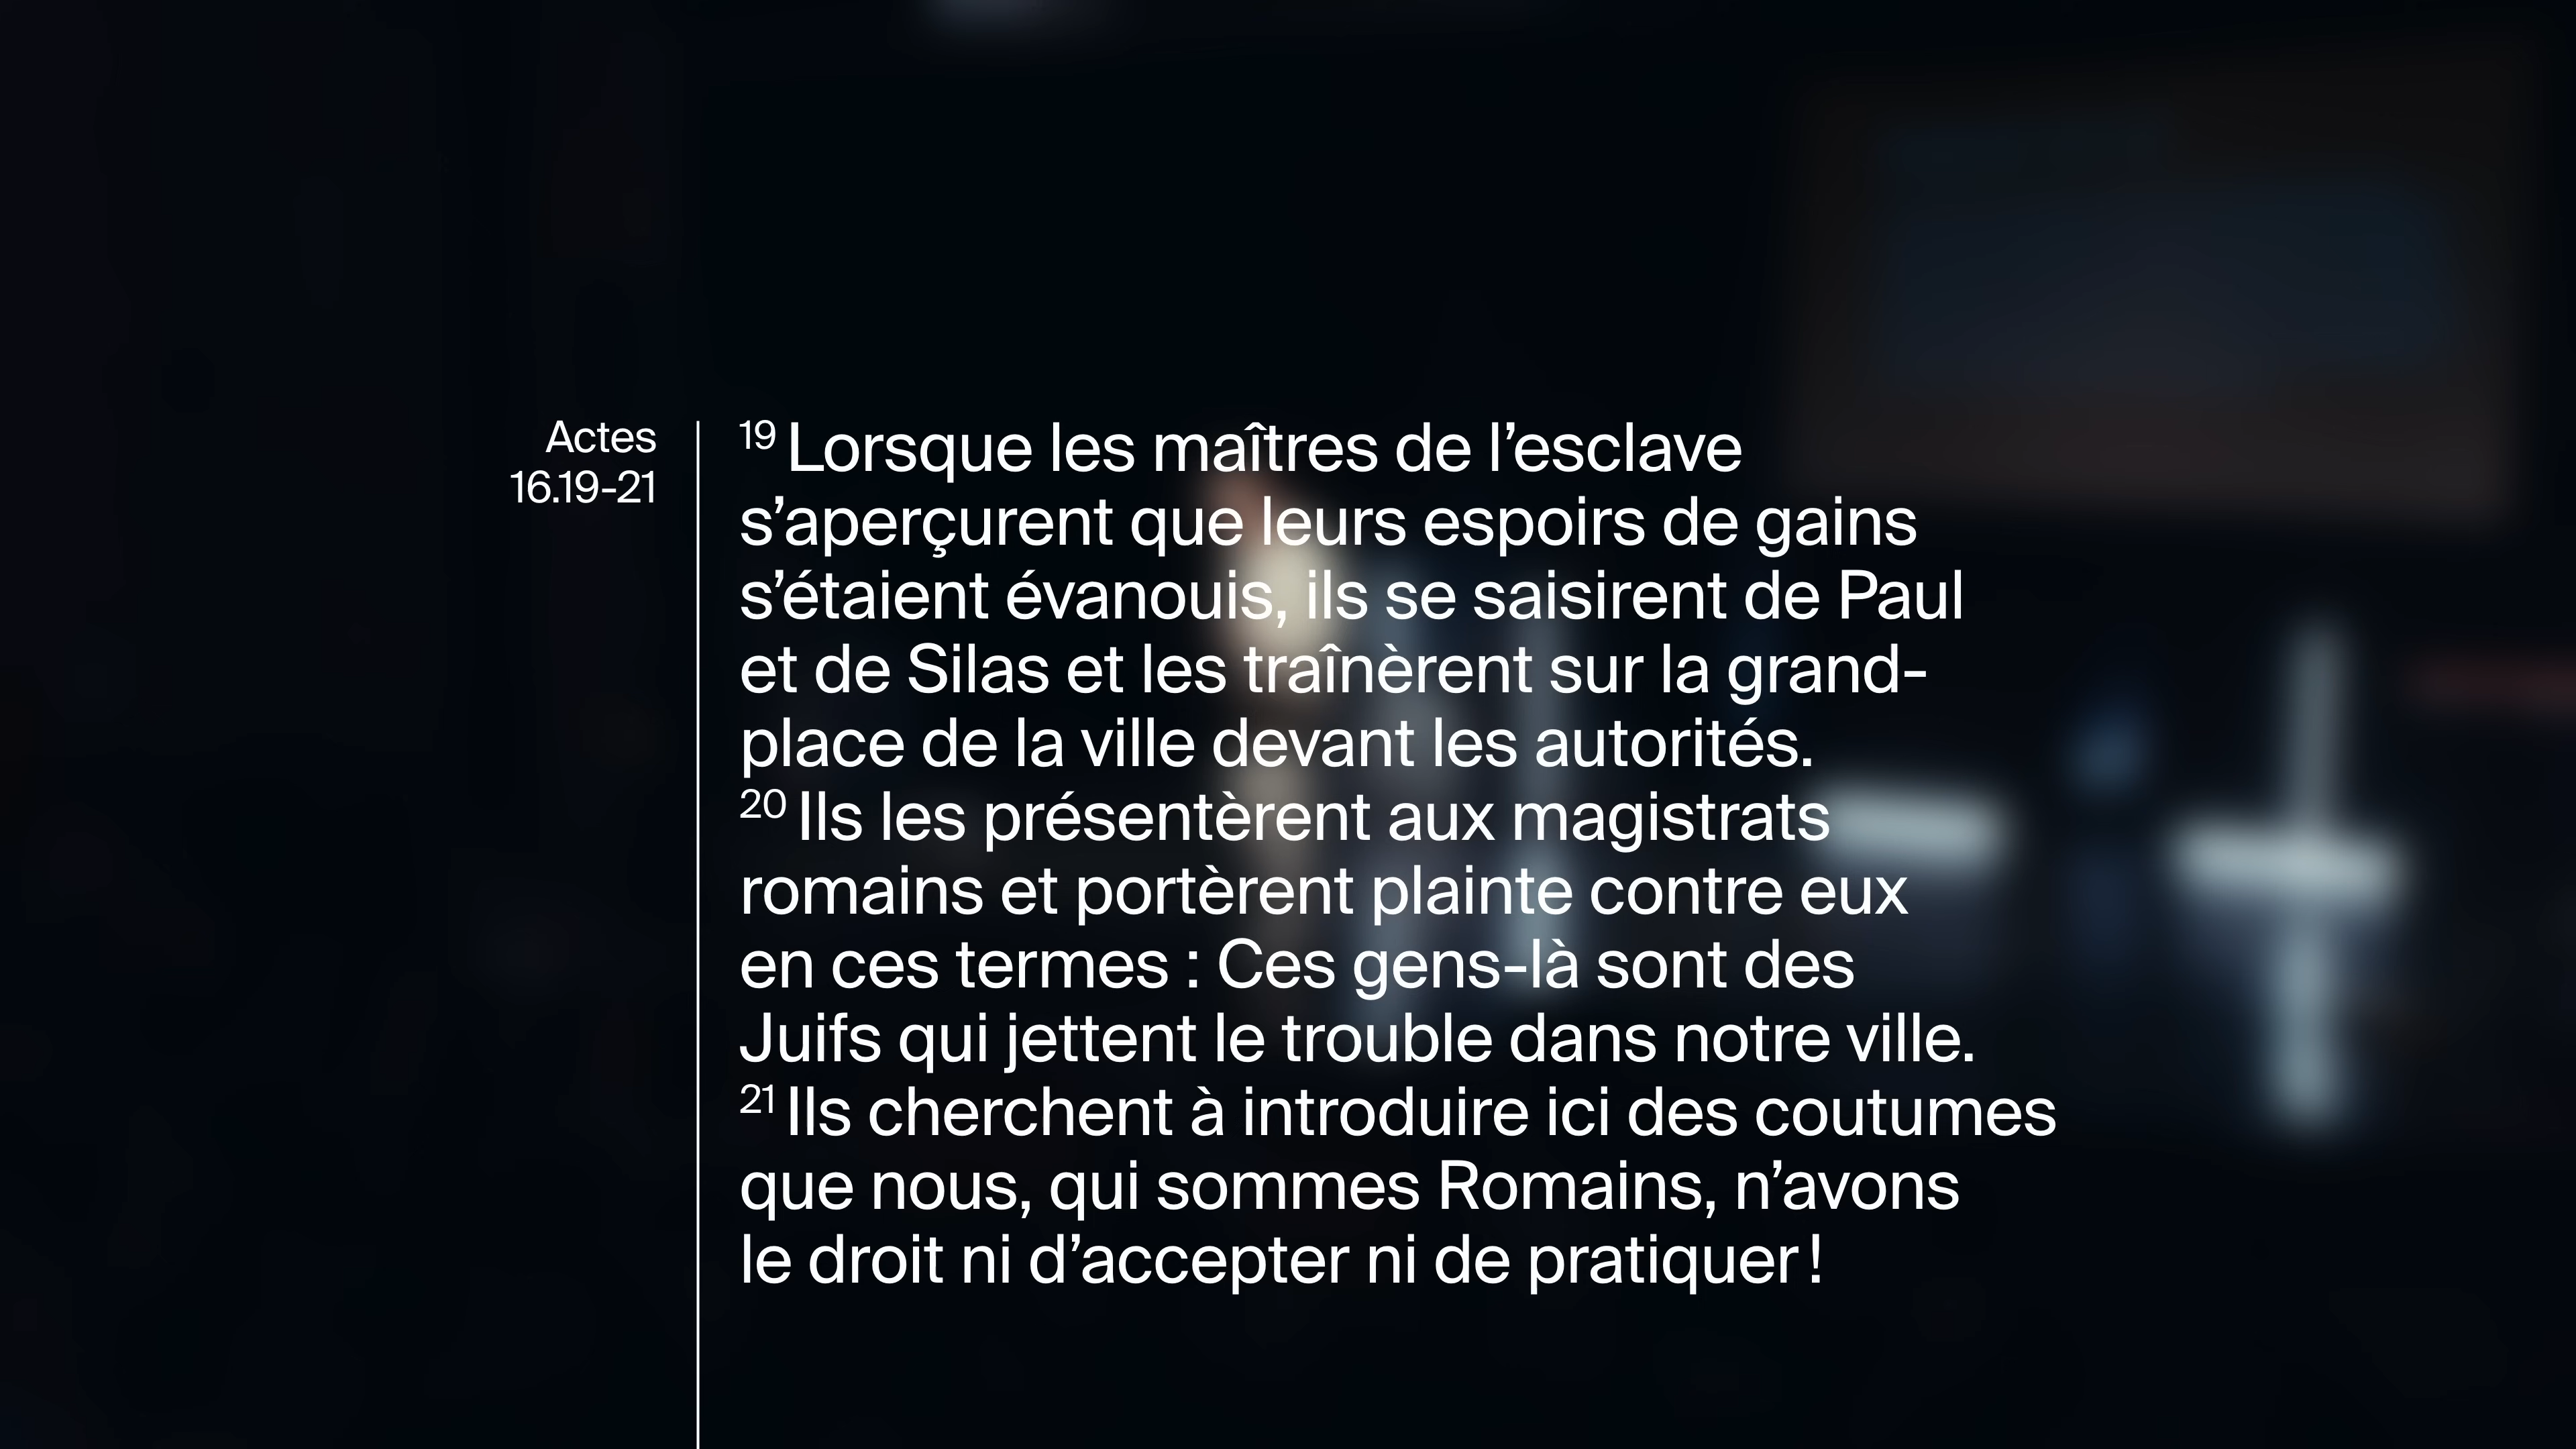 Actes
16.19-21
19 Lorsque les maîtres de l’esclave
s’aperçurent que leurs espoirs de gains
s’étaient évanouis, ils se saisirent de Paul
et de Silas et les traînèrent sur la grand-
place de la ville devant les autorités.
20 Ils les présentèrent aux magistrats
romains et portèrent plainte contre eux
en ces termes : Ces gens-là sont des
Juifs qui jettent le trouble dans notre ville.
21 Ils cherchent à introduire ici des coutumes
que nous, qui sommes Romains, n’avons
le droit ni d’accepter ni de pratiquer !